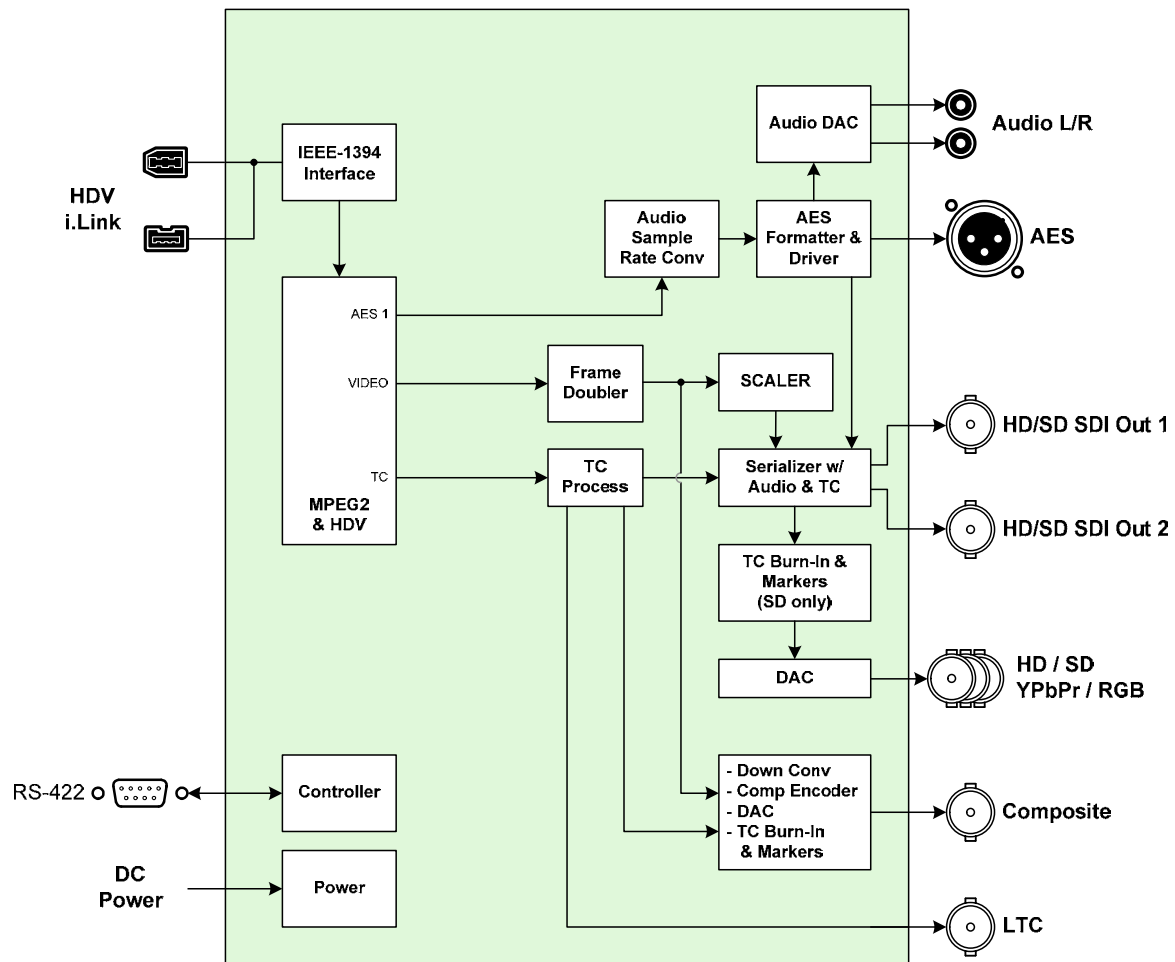 Audio DAC
Audio L/R
IEEE-1394
Interface
HDV
i.Link
Audio
Sample
Rate Conv
AES
Formatter &
Driver
AES
AES 1
VIDEO
TC
MPEG2
& HDV
Frame
Doubler
SCALER
TC
Process
Serializer w/
Audio & TC
HD/SD SDI Out 1
HD/SD SDI Out 2
TC Burn-In &
Markers
(SD only)
DAC
HD / SD
YPbPr / RGB
RS-422
Controller
- Down Conv
- Comp Encoder
- DAC
- TC Burn-In
& Markers
Composite
DC
Power
Power
LTC